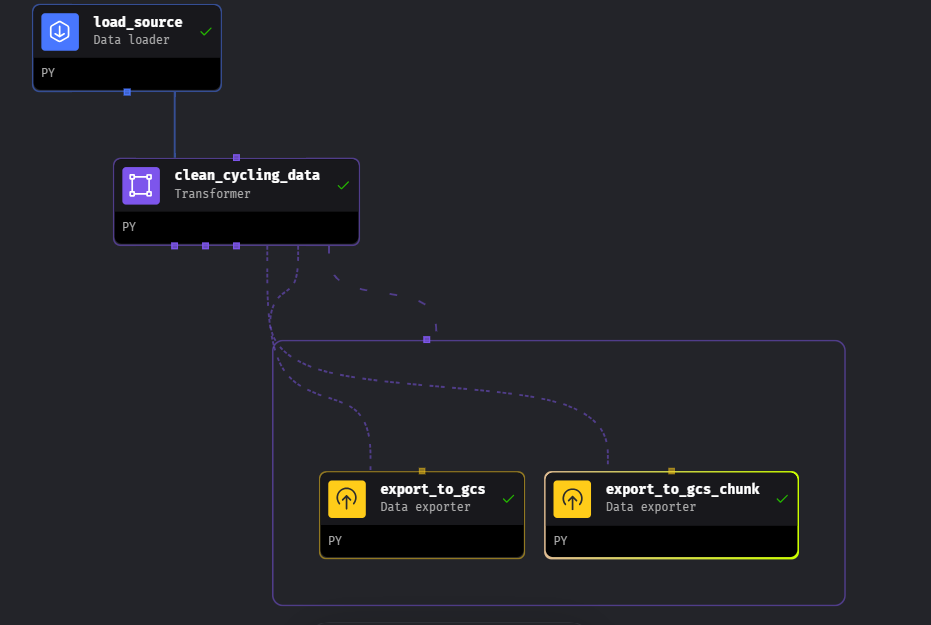 load_source
Data loader
PY
clean_cycling_data
Transformer
PY
export_to_gcs
Data exporter
PY
export_to_gcs_chunk
Data exporter
PY